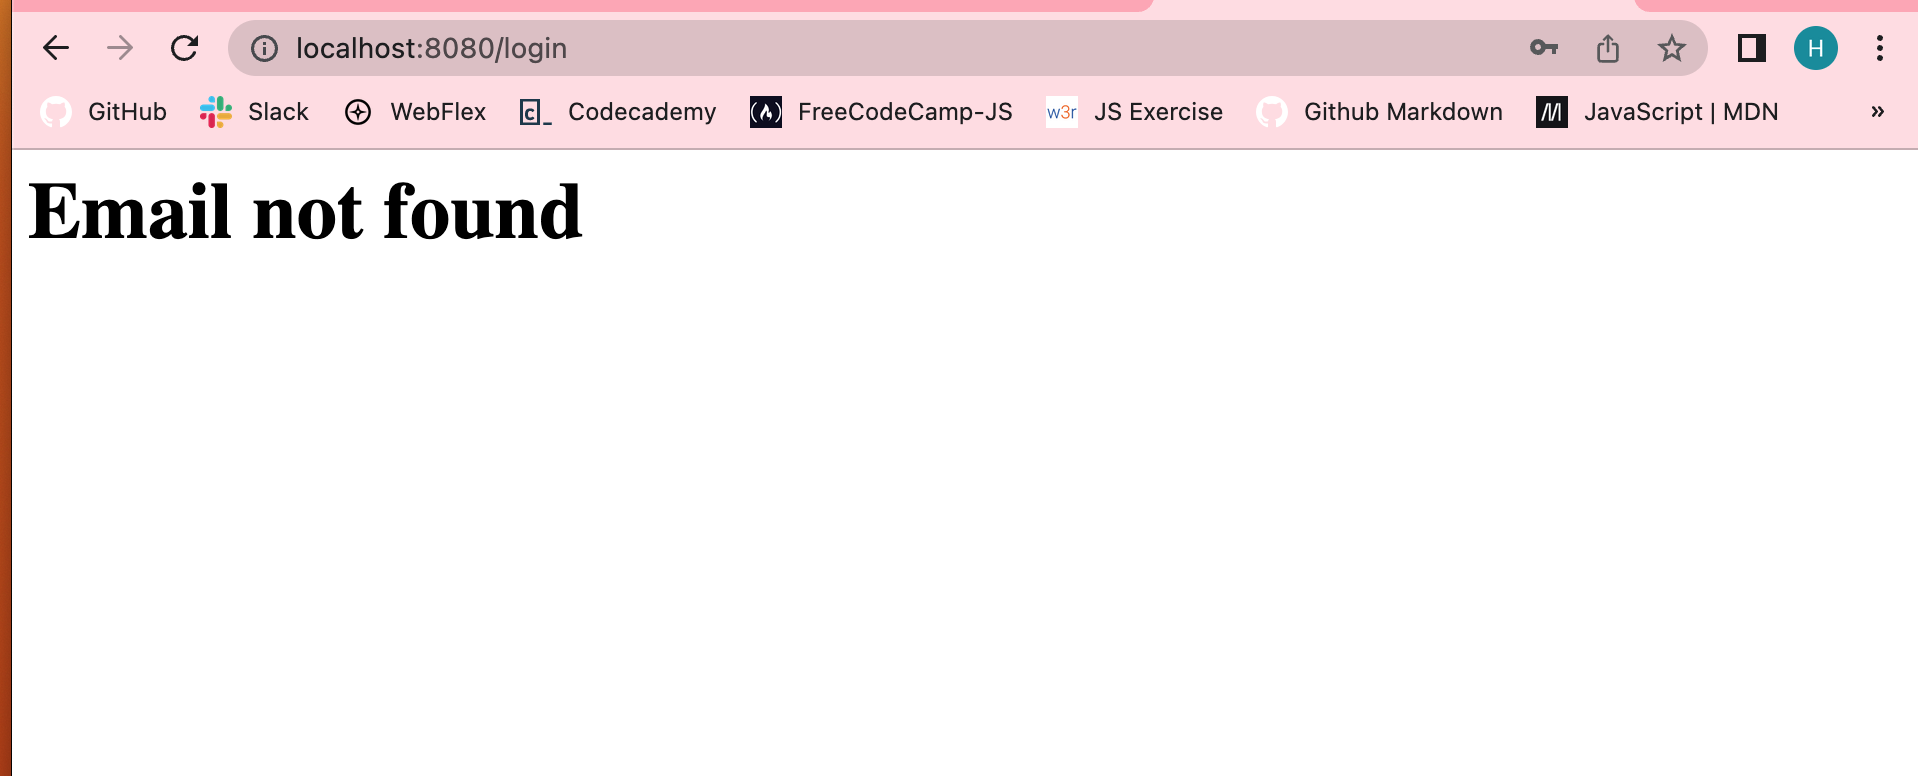 localhost:8080/login
H
GitHub Slack WebFlex c_ Codecademy FreeCodeCamp-JS w3r JS Exercise Github Markdown M JavaScript | MDN »
Email not found